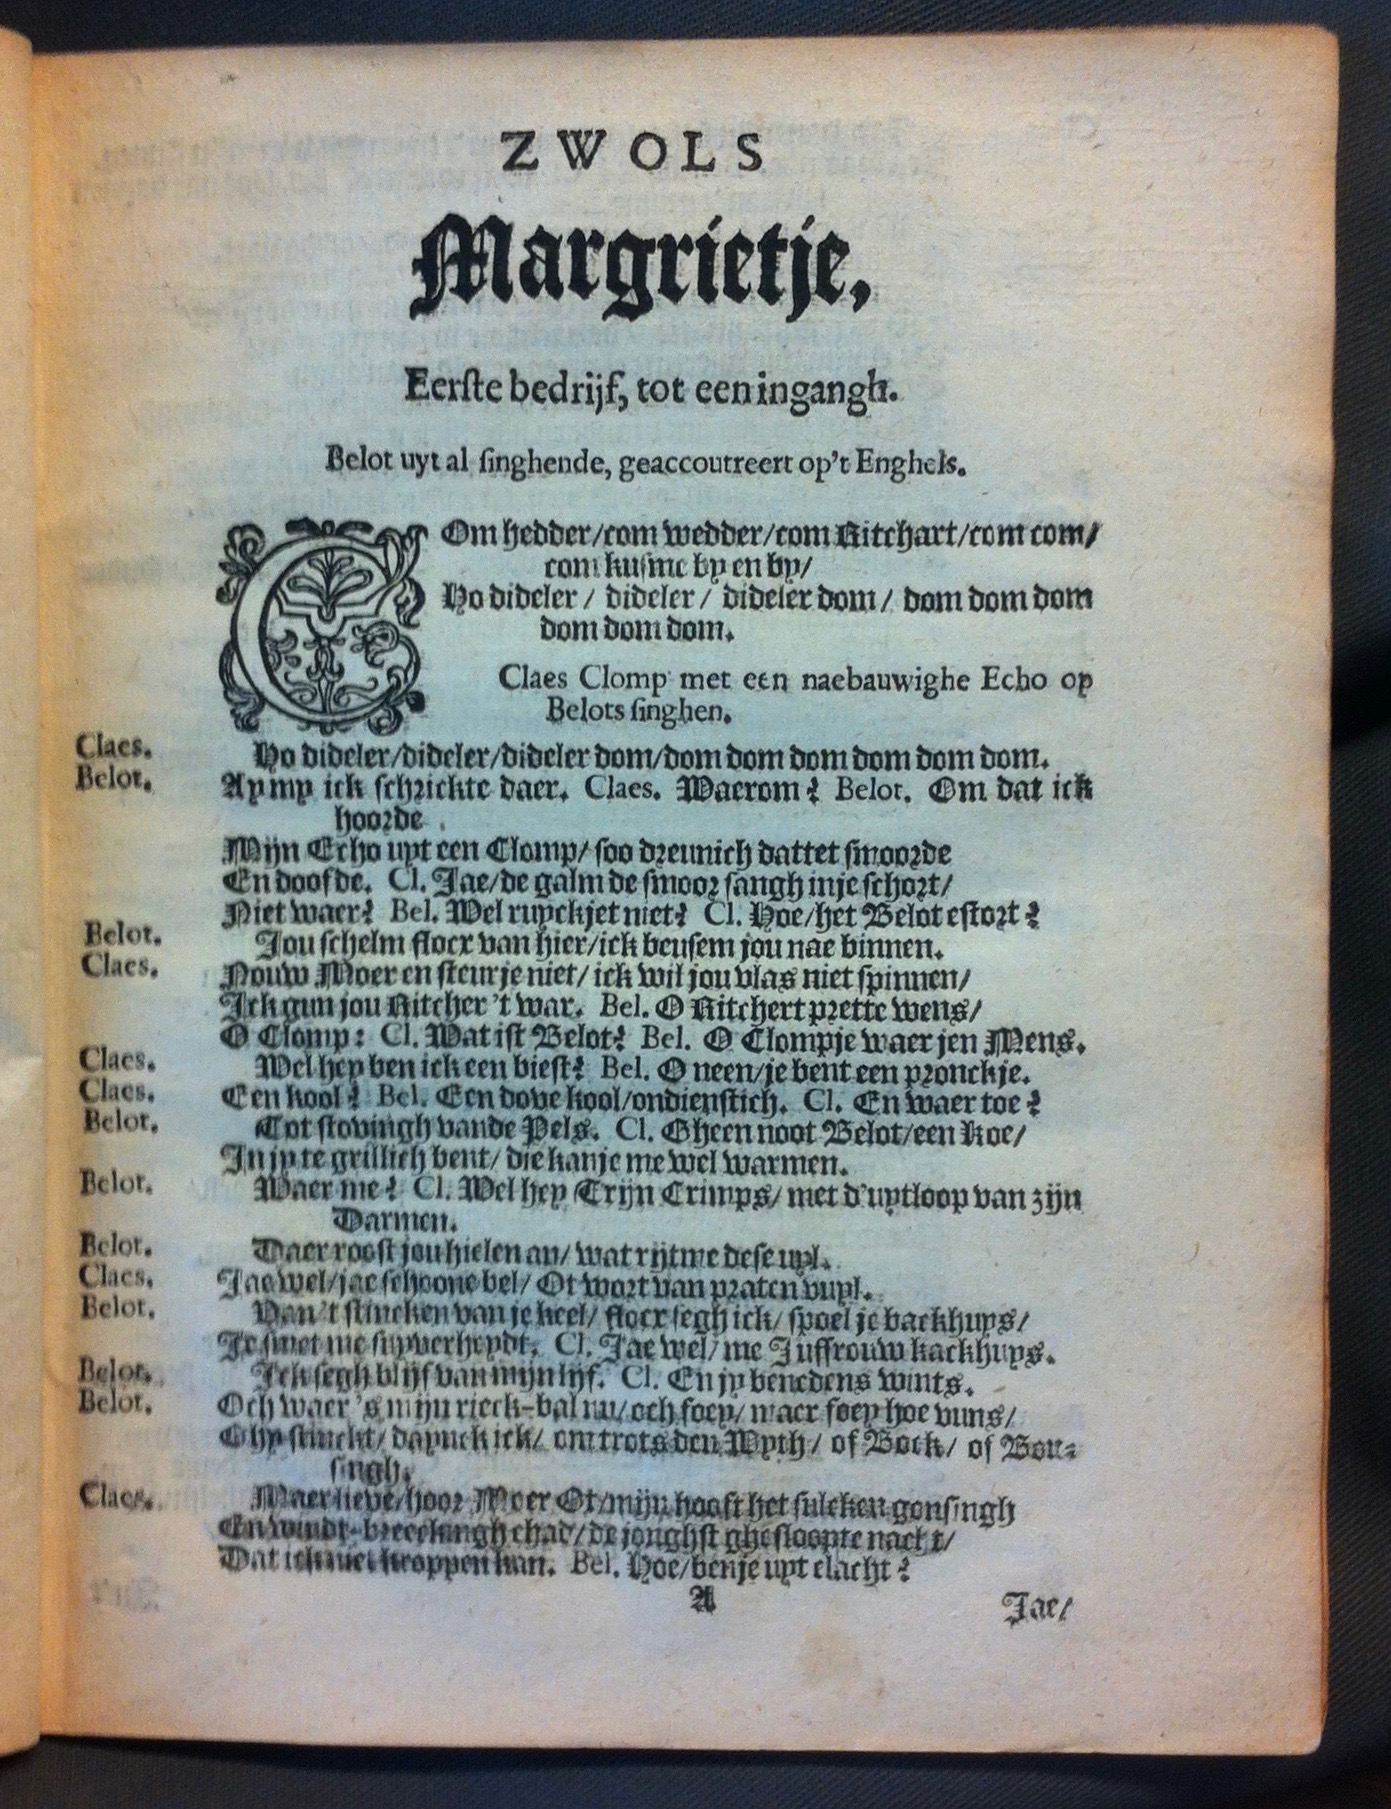 ZWOLS
Margrietje,
Eerste bedrijf, tot een ingangh.
Belot uyt al singhende, geaccoutreert op't Enghels.
COm hedder/com wedder/com Ritchart/com com/
com kusme by en by/
Ho dideler / dideler / dideler dom / dom dom dom
dom dom dom.
Claes Clomp met een naebauwighe Echo op
Belots singhen.
Claes. Ho dideler/dideler/dideler dom/dom dom dom dom dom dom.
Belot. Ay my ick schrickte daer. Claes. Waerom? Belot. Om dat ick
hoorde
Mijn Echo uyt een Clomp/ soo dreunich dattet smoorde
En doofde. Cl. Jae/de galm de smoor sangh inje schort/
Niet waer? Bel. Wel ruyckjet niet? Cl. Hoe/het Belot estort?
Belot. Jou schelm flocx van hier/ick beusem jou nae binnen.
Claes. Nouw Moer en steurje niet/ ick wil jou vlas niet spinnen/
Ick gun jou Ritcher 't war. Bel. O Ritchert prette wens/
O Clomp: Cl. Wat ist Belot? Bel. O Clompje waer jen Mens.
Claes. Wel hey ben ick een biest? Bel. O neen/je bent een pronckje.
Claes. Een kool? Bel. Een dove kool/ondienstich. Cl. En waer toe?
Belot. Tot stovingh vande Pels. Cl. Gheen noot Belot/een Koe/
In jy te grillich bent/ die kanje me wel warmen.
Belot. Waer me? Cl. Wel hey Trijn Crimps/ met d'uytloop van zijn
Darmen.
Belot. Daer roost jou hielen an/ wat rijtme dese uyl.
Claes. Jae wel/jae schoone bel/ Ot wort van praten vuyl.
Belot. Van't stincken van je keel/ flocx segh ick/ spoel je backhuys/
Je smet me suyverheydt. Cl. Jae wel/ me Juffrouw kackhuys.
Belot. Ick segh blijf van mijn lijf. Cl. En jy benedens wints.
Belot. Och waer 's mijn rieck-bal nu/och foey/ waer foey hoe vuns/
Ghy stinckt/ dayuck ick/ om trots den Wyth/ of Bock/ of Bon-
singh.
Claes. Maer lieve/hoor Moer Ot/mijn hooft het sulcken gonsingh
En windt-breeckingh ehad/de jonghst ghesloopte nacht/
Dat ick niet kroppen kan. Bel. Hoe/benje uyt elacht?
A
Jae/